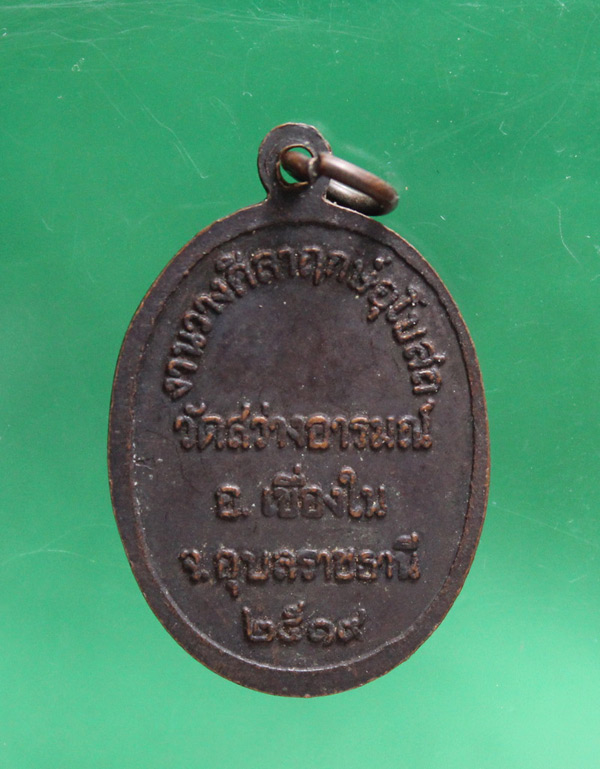 งานวางศิลาฤกษ์อุโบสถ
วัดสว่างอารมณ์
อ. เขื่องใน
จ.อุบลราชธานี
๒๕๑๙